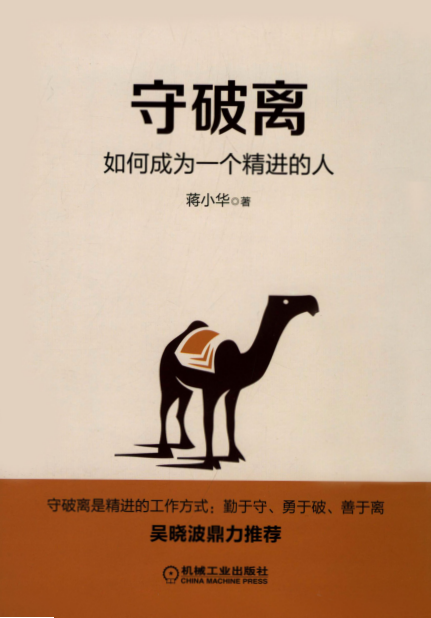 守破离
如何成为一个精进的人
蒋小华◎著
守破离是精进的工作方式：勤于守、勇于破、善于离
吴晓波鼎力推荐
机械工业出版社
CHINA MACHINE PRESS